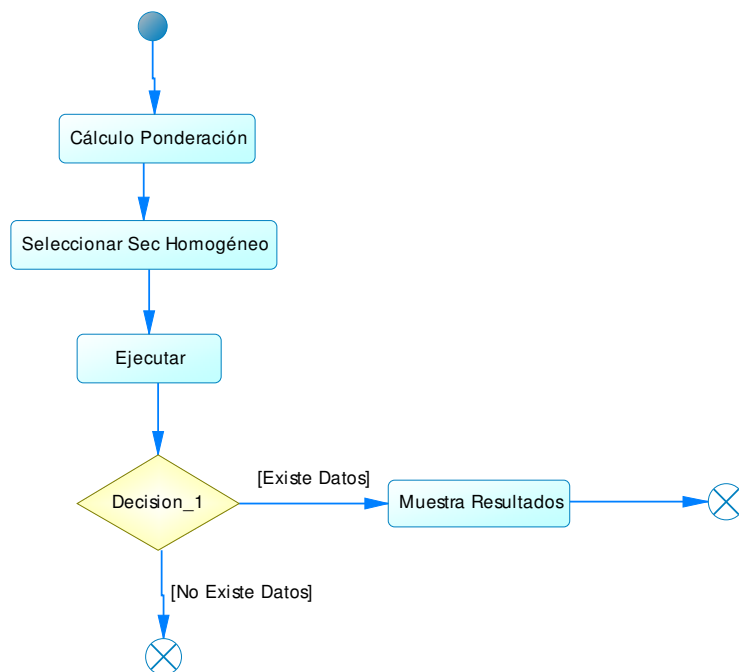 Cálculo Ponderación
Seleccionar Sec Homogéneo
Ejecutar
[Existe Datos]
Decision_1
Muestra Resultados
[No Existe Datos]